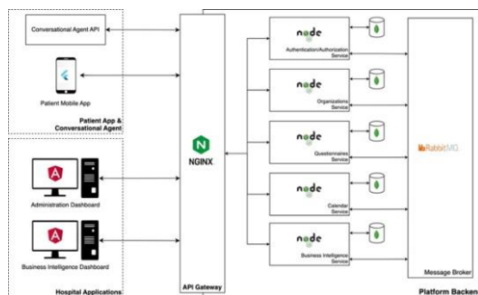 Conversational Agent API
Patient Mobile App
Patient App &
Conversational Agent
Administration Dashboard
Business Intelligence Dashboard
Hospital Applications
NGINX
API Gateway
node
Authentication/Authorization
Service
node
Organizations
Service
node
Questionnaires
Service
node
Calendar
Service
node
Business Intelligence
Service
RabbitMQ
Message Broker
Platform Backen